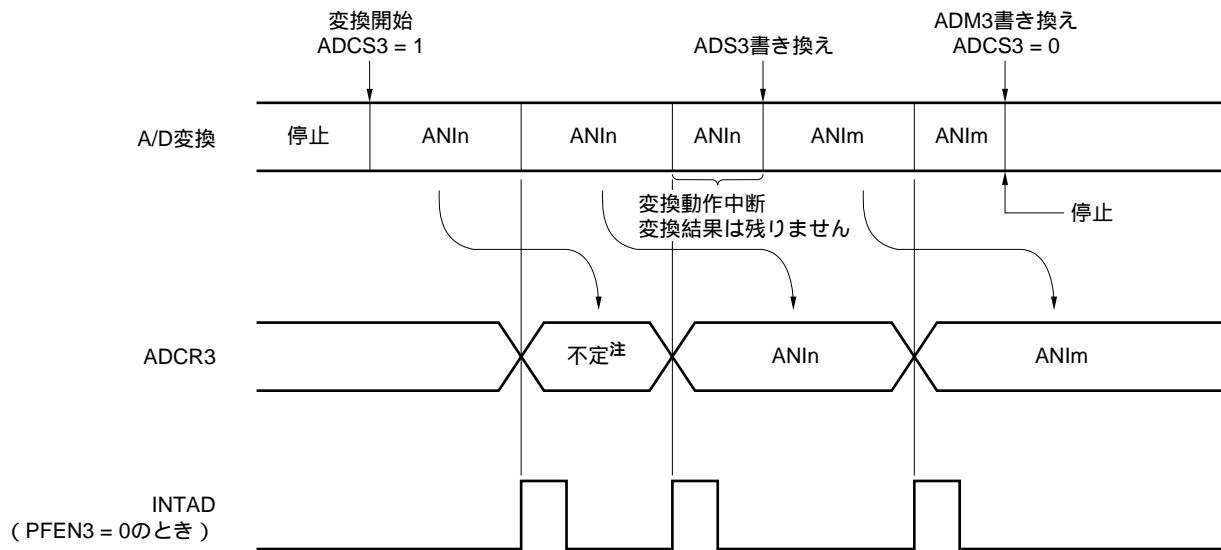 変換開始
ADCS3 = 1
ADS3書き換え
ADM3書き換え
ADCS3 = 0
A/D変換
停止
ANIn
ANIn
ANIn
ANIm
ANIm
変換動作中断
変換結果は残りません
停止
ADCR3
不定注
ANIn
ANIm
INTAD
（PFEN3 = 0のとき）